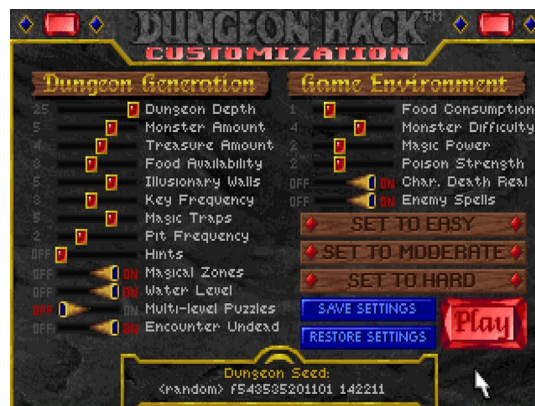 DUNGEON HACK™
CUSTOMIZATION
Dungeon Generation
25 Dungeon Depth
5 Monster Amount
4 Treasure Amount
3 Food Availability
5 Illusionary Walls
3 Key Frequency
5 Magic Traps
2 Pit Frequency
OFF Hints
OFF ON Magical Zones
OFF ON Water Level
OFF ON Multi-level Puzzles
OFF ON Encounter Undead
Game Environment
1 Food Consumption
4 Monster Difficulty
2 Magic Power
2 Poison Strength
OFF ON Char. Death Real
OFF ON Enemy Spells
SET TO EASY
SET TO MODERATE
SET TO HARD
SAVE SETTINGS
RESTORE SETTINGS
Play
Dungeon Seed:
<random> f543535201101 142211